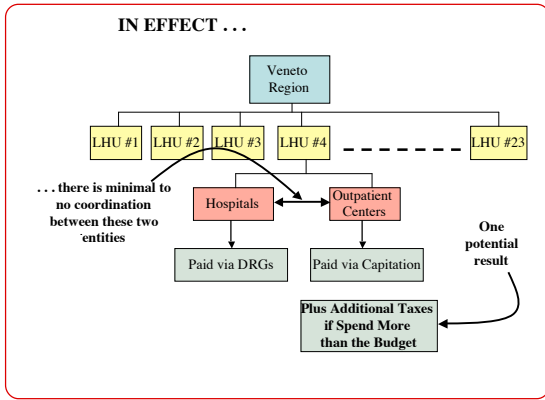 IN EFFECT . . .
Veneto
Region
LHU #1
LHU #2
LHU #3
LHU #4
LHU #23
. . . there is minimal to
no coordination
between these two
entities
Hospitals
Outpatient
Centers
Paid via DRGs
Paid via Capitation
One
potential
result
Plus Additional Taxes
if Spend More
than the Budget